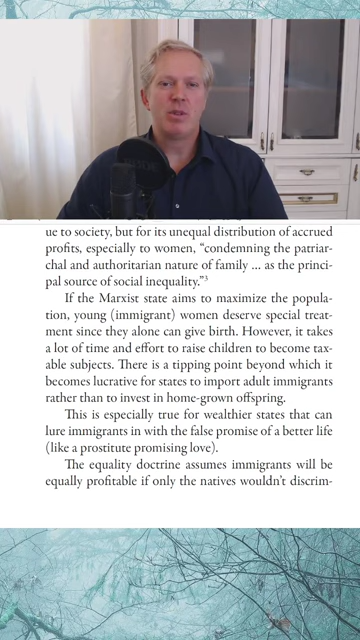 ue to society, but for its unequal distribution of accrued
profits, especially to women, “condemning the patriar-
chal and authoritarian nature of family ... as the princi-
pal source of social inequality.”³
If the Marxist state aims to maximize the popula-
tion, young (immigrant) women deserve special treat-
ment since they alone can give birth. However, it takes
a lot of time and effort to raise children to become tax-
able subjects. There is a tipping point beyond which it
becomes lucrative for states to import adult immigrants
rather than to invest in home-grown offspring.
This is especially true for wealthier states that can
lure immigrants in with the false promise of a better life
(like a prostitute promising love).
The equality doctrine assumes immigrants will be
equally profitable if only the natives wouldn’t discrim-